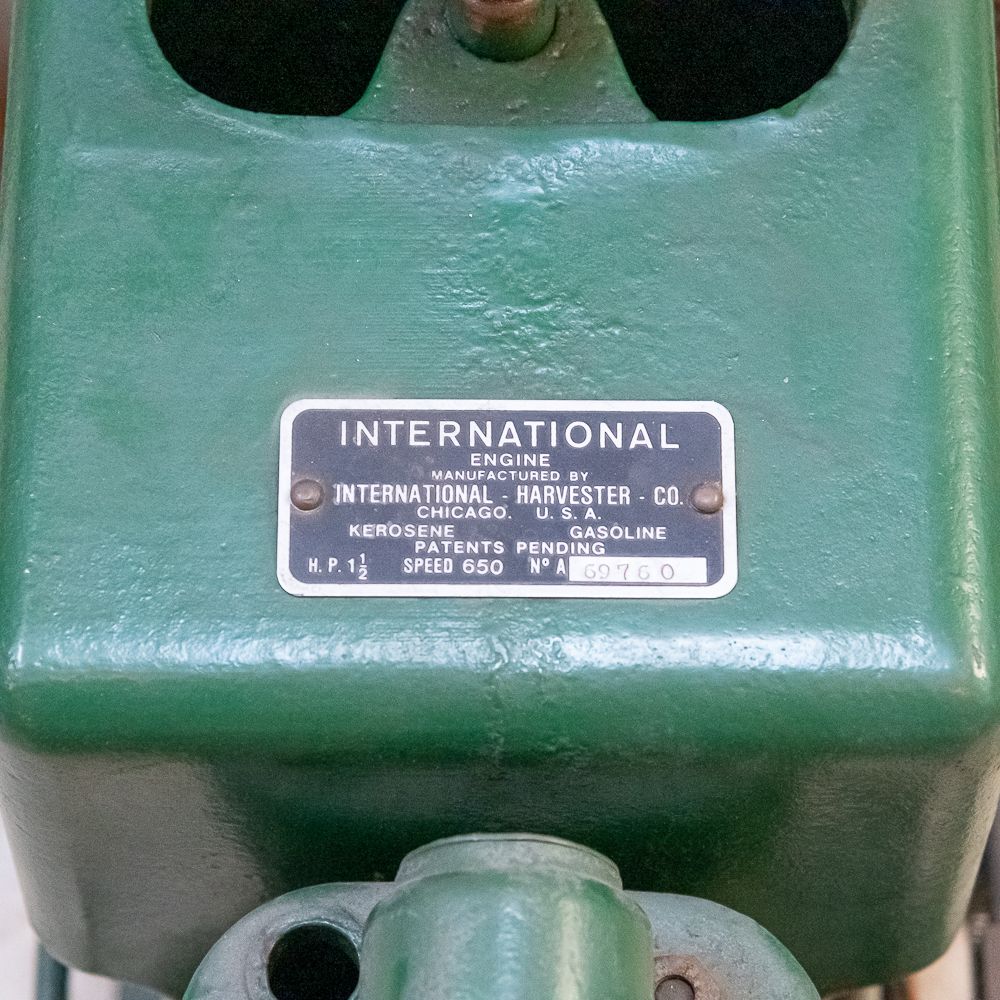 INTERNATIONAL
ENGINE
MANUFACTURED BY
INTERNATIONAL - HARVESTER - CO.
CHICAGO. U. S. A.
KEROSENE GASOLINE
PATENTS PENDING
H. P. 1½ SPEED 650 Nº A 69760